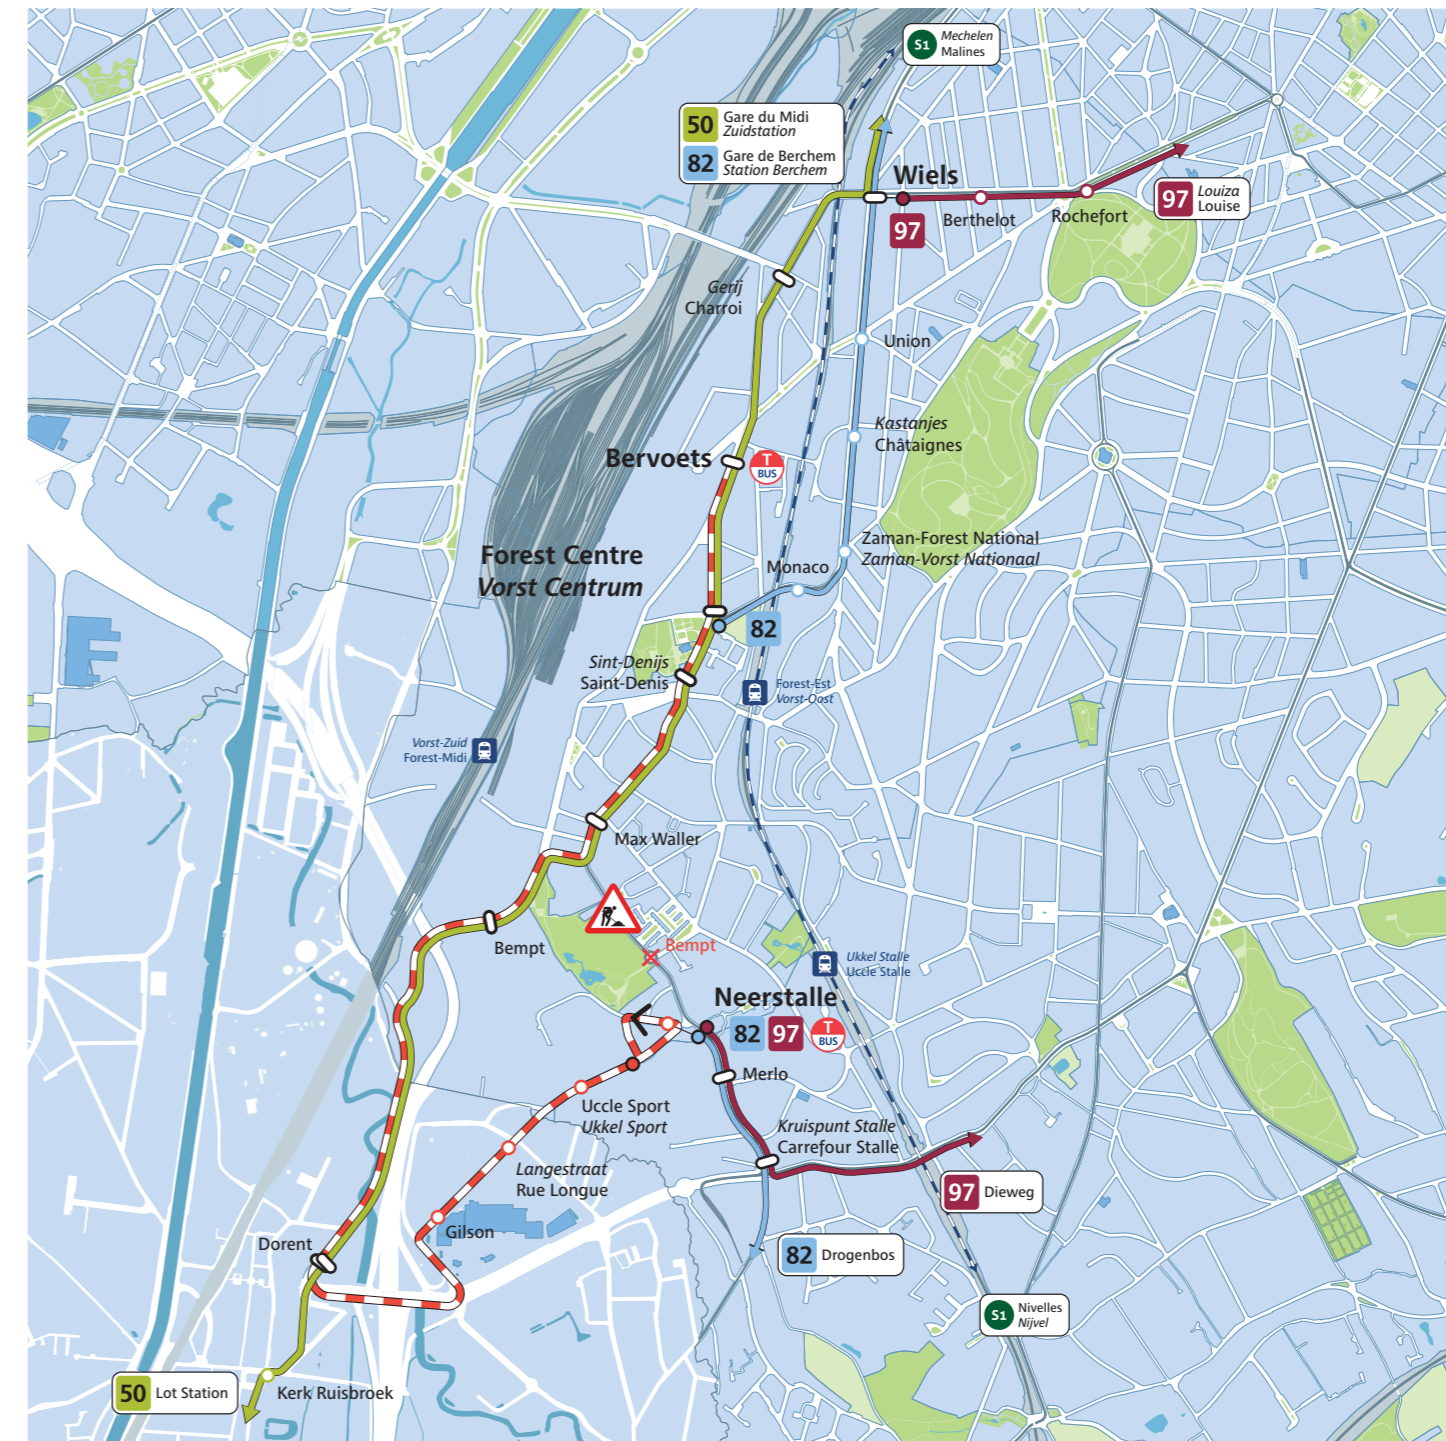 S1
Mechelen
Malines
50
Gare du Midi
Zuidstation
82
Gare de Berchem
Station Berchem
Wiels
97
Berthelot
Rochefort
97
Louiza
Louise
Gerij
Charroi
Union
Kastanjes
Châtaignes
Bervoets
T
BUS
Zaman-Forest National
Zaman-Vorst Nationaal
Forest Centre
Vorst Centrum
Monaco
82
Sint-Denijs
Saint-Denis
Forest-Est
Vorst-Oost
Vorst-Zuid
Forest-Midi
Max Waller
Bempt
Bempt
Ukkel Stalle
Uccle Stalle
Neerstalle
82
97
T
BUS
Merlo
Uccle Sport
Ukkel Sport
Kruispunt Stalle
Carrefour Stalle
Langestraat
Rue Longue
97
Dieweg
Gilson
Dorent
82
Drogenbos
S1
Nivelles
Nijvel
50
Lot Station
Kerk Ruisbroek